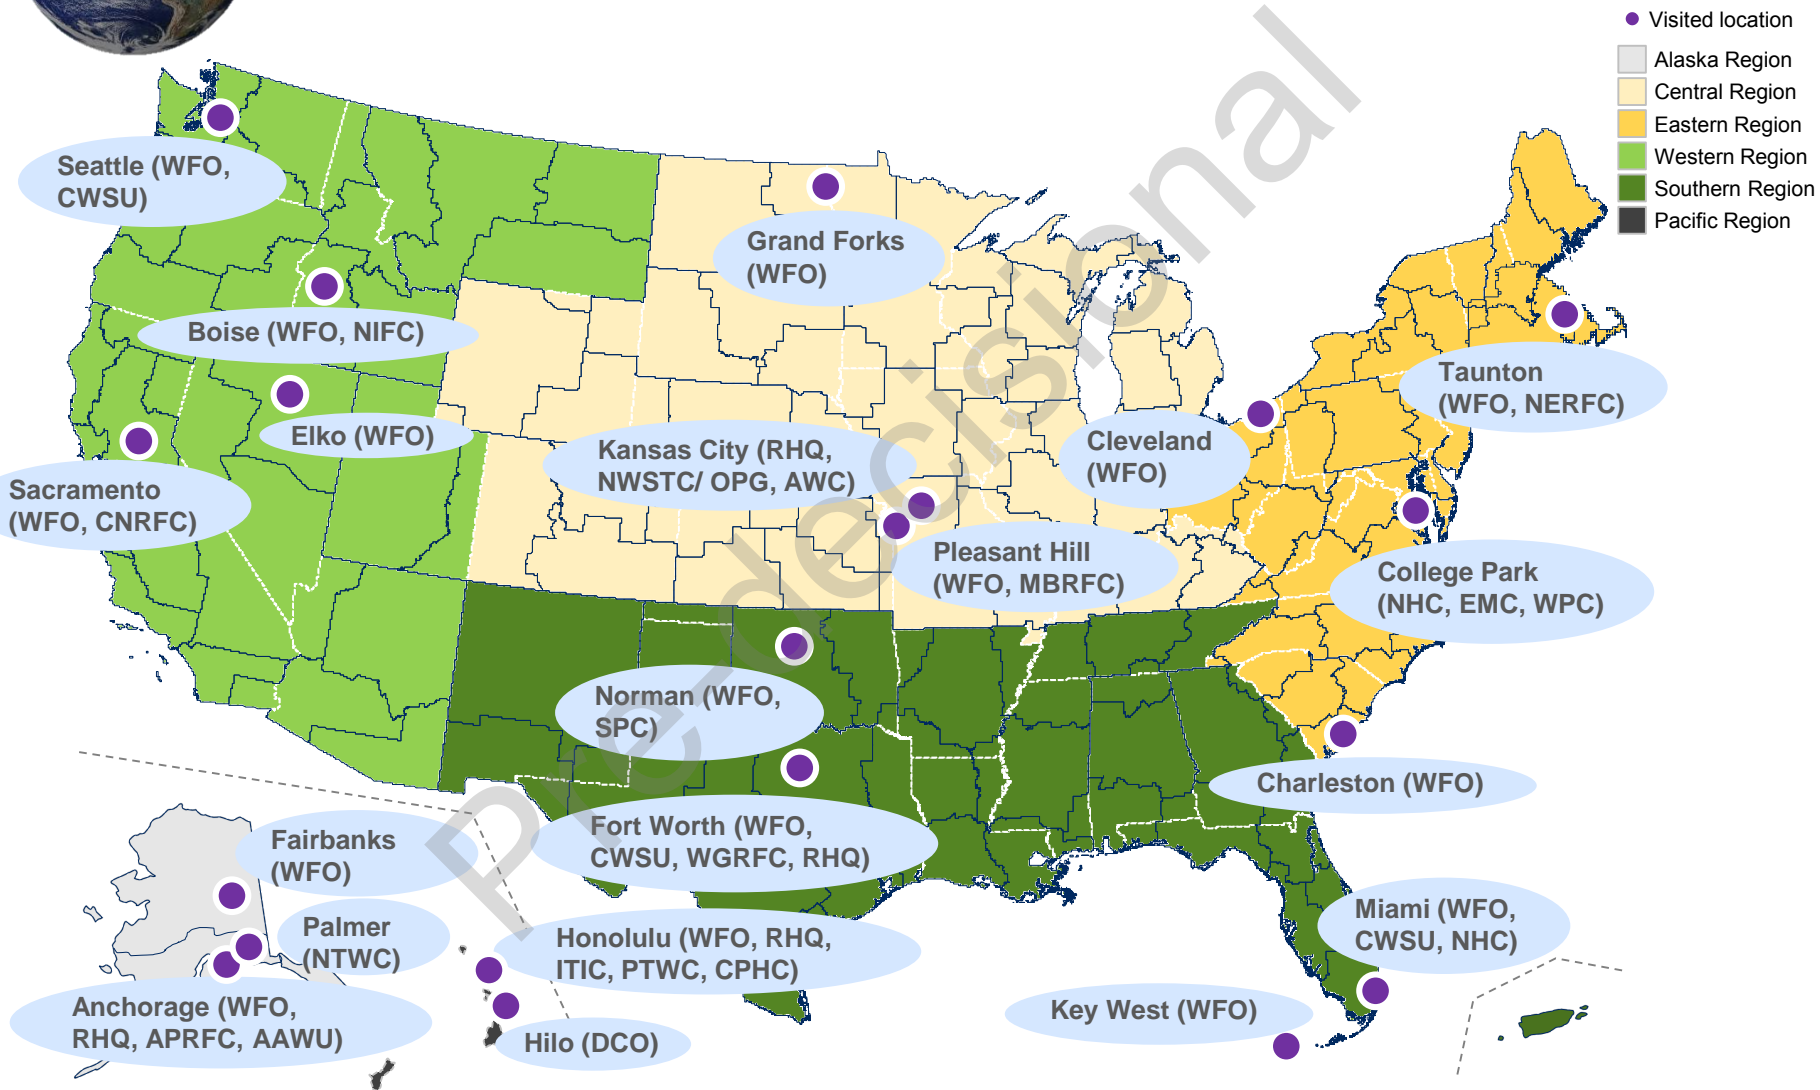 Visited location
Alaska Region
Central Region
Eastern Region
Western Region
Southern Region
Pacific Region
Seattle (WFO,
CWSU)
Grand Forks
(WFO)
Boise (WFO, NIFC)
Taunton
(WFO, NERFC)
Elko (WFO)
Kansas City (RHQ,
NWSTC/ OPG, AWC)
Cleveland
(WFO)
Sacramento
(WFO, CNRFC)
Pleasant Hill
(WFO, MBRFC)
College Park
(NHC, EMC, WPC)
Norman (WFO,
SPC)
Charleston (WFO)
Fort Worth (WFO,
CWSU, WGRFC, RHQ)
Fairbanks
(WFO)
Palmer
(NTWC)
Honolulu (WFO, RHQ,
ITIC, PTWC, CPHC)
Miami (WFO,
CWSU, NHC)
Anchorage (WFO,
RHQ, APRFC, AAWU)
Key West (WFO)
Hilo (DCO)
Pre-decisional